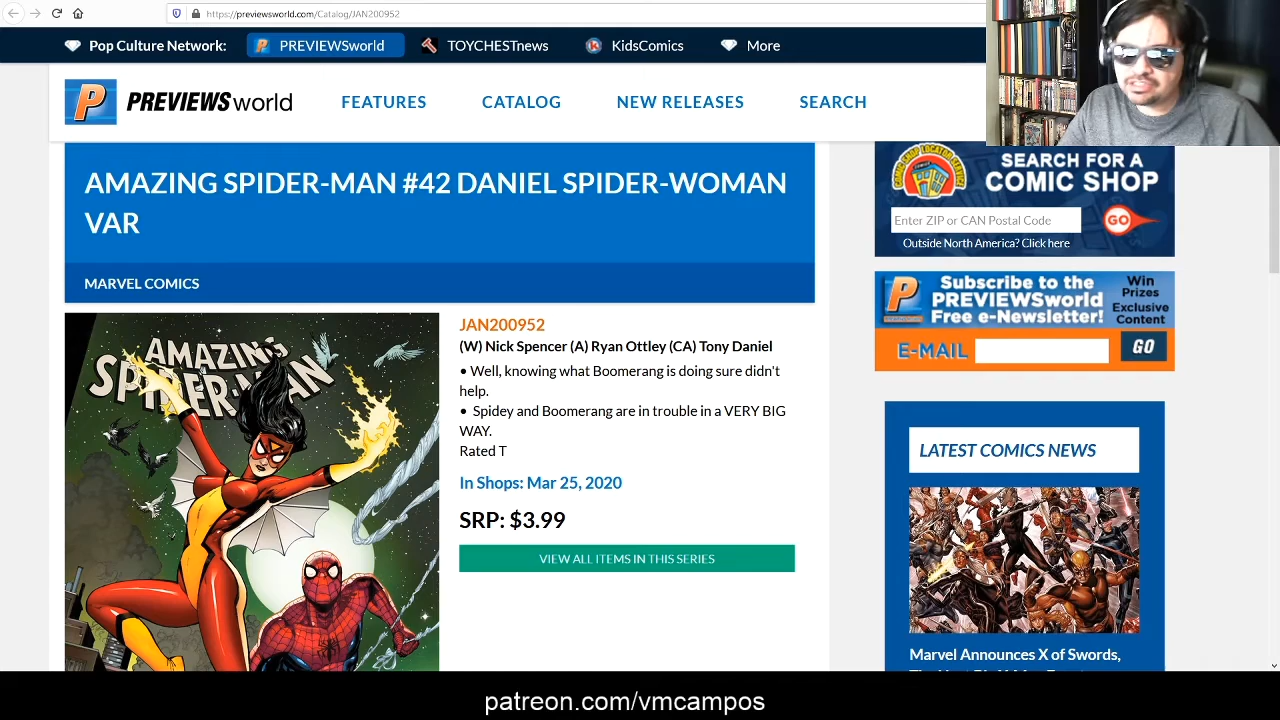 https://previewsworld.com/Catalog/JAN200952
Pop Culture Network:
PREVIEWSworld
TOYCHESTnews
KidsComics
More
P
PREVIEWSworld
FEATURES
CATALOG
NEW RELEASES
SEARCH
AMAZING SPIDER-MAN #42 DANIEL SPIDER-WOMAN
VAR
MARVEL COMICS
AMAZING
SPIDER-MAN
JAN200952
(W) Nick Spencer (A) Ryan Ottley (CA) Tony Daniel
• Well, knowing what Boomerang is doing sure didn't
help.
• Spidey and Boomerang are in trouble in a VERY BIG
WAY.
Rated T
In Shops: Mar 25, 2020
SRP: $3.99
VIEW ALL ITEMS IN THIS SERIES
SEARCH FOR A
COMIC SHOP
Enter ZIP or CAN Postal Code
GO
Outside North America? Click here
Subscribe to the
PREVIEWSworld
Free e-Newsletter!
Win
Prizes
Exclusive
Content
E-MAIL
GO
LATEST COMICS NEWS
Marvel Announces X of Swords,
patreon.com/vmcampos